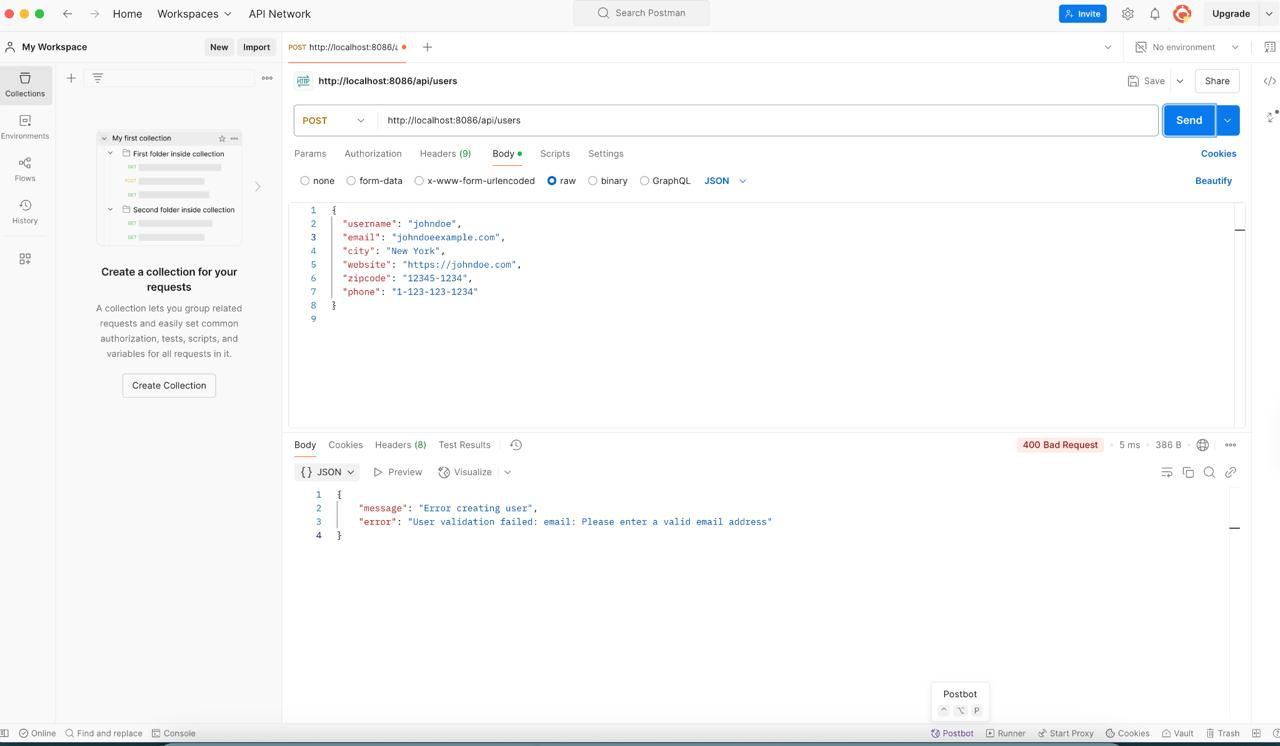 Home Workspaces API Network Search Postman Invite Upgrade
My Workspace New Import POST http://localhost:8086/a No environment
Collections
Environments
Flows
History
My first collection
First folder inside collection
GET
POST
GET
Second folder inside collection
GET
GET
Create a collection for your
requests
A collection lets you group related
requests and easily set common
authorization, tests, scripts, and
variables for all requests in it.
Create Collection
HTTP http://localhost:8086/api/users Save Share
POST http://localhost:8086/api/users Send
Params Authorization Headers (9) Body Scripts Settings Cookies
none form-data x-www-form-urlencoded raw binary GraphQL JSON Beautify
1 {
2 "username": "johndoe",
3 "email": "johndoeexample.com",
4 "city": "New York",
5 "website": "https://johndoe.com",
6 "zipcode": "12345-1234",
7 "phone": "1-123-123-1234"
8 }
9
Body Cookies Headers (8) Test Results 400 Bad Request 5 ms 386 B
{} JSON Preview Visualize
1 {
2 "message": "Error creating user",
3 "error": "User validation failed: email: Please enter a valid email address"
4 }
Postbot
^ ⌥ P
Online Find and replace Console Postbot Runner Start Proxy Cookies Vault Trash